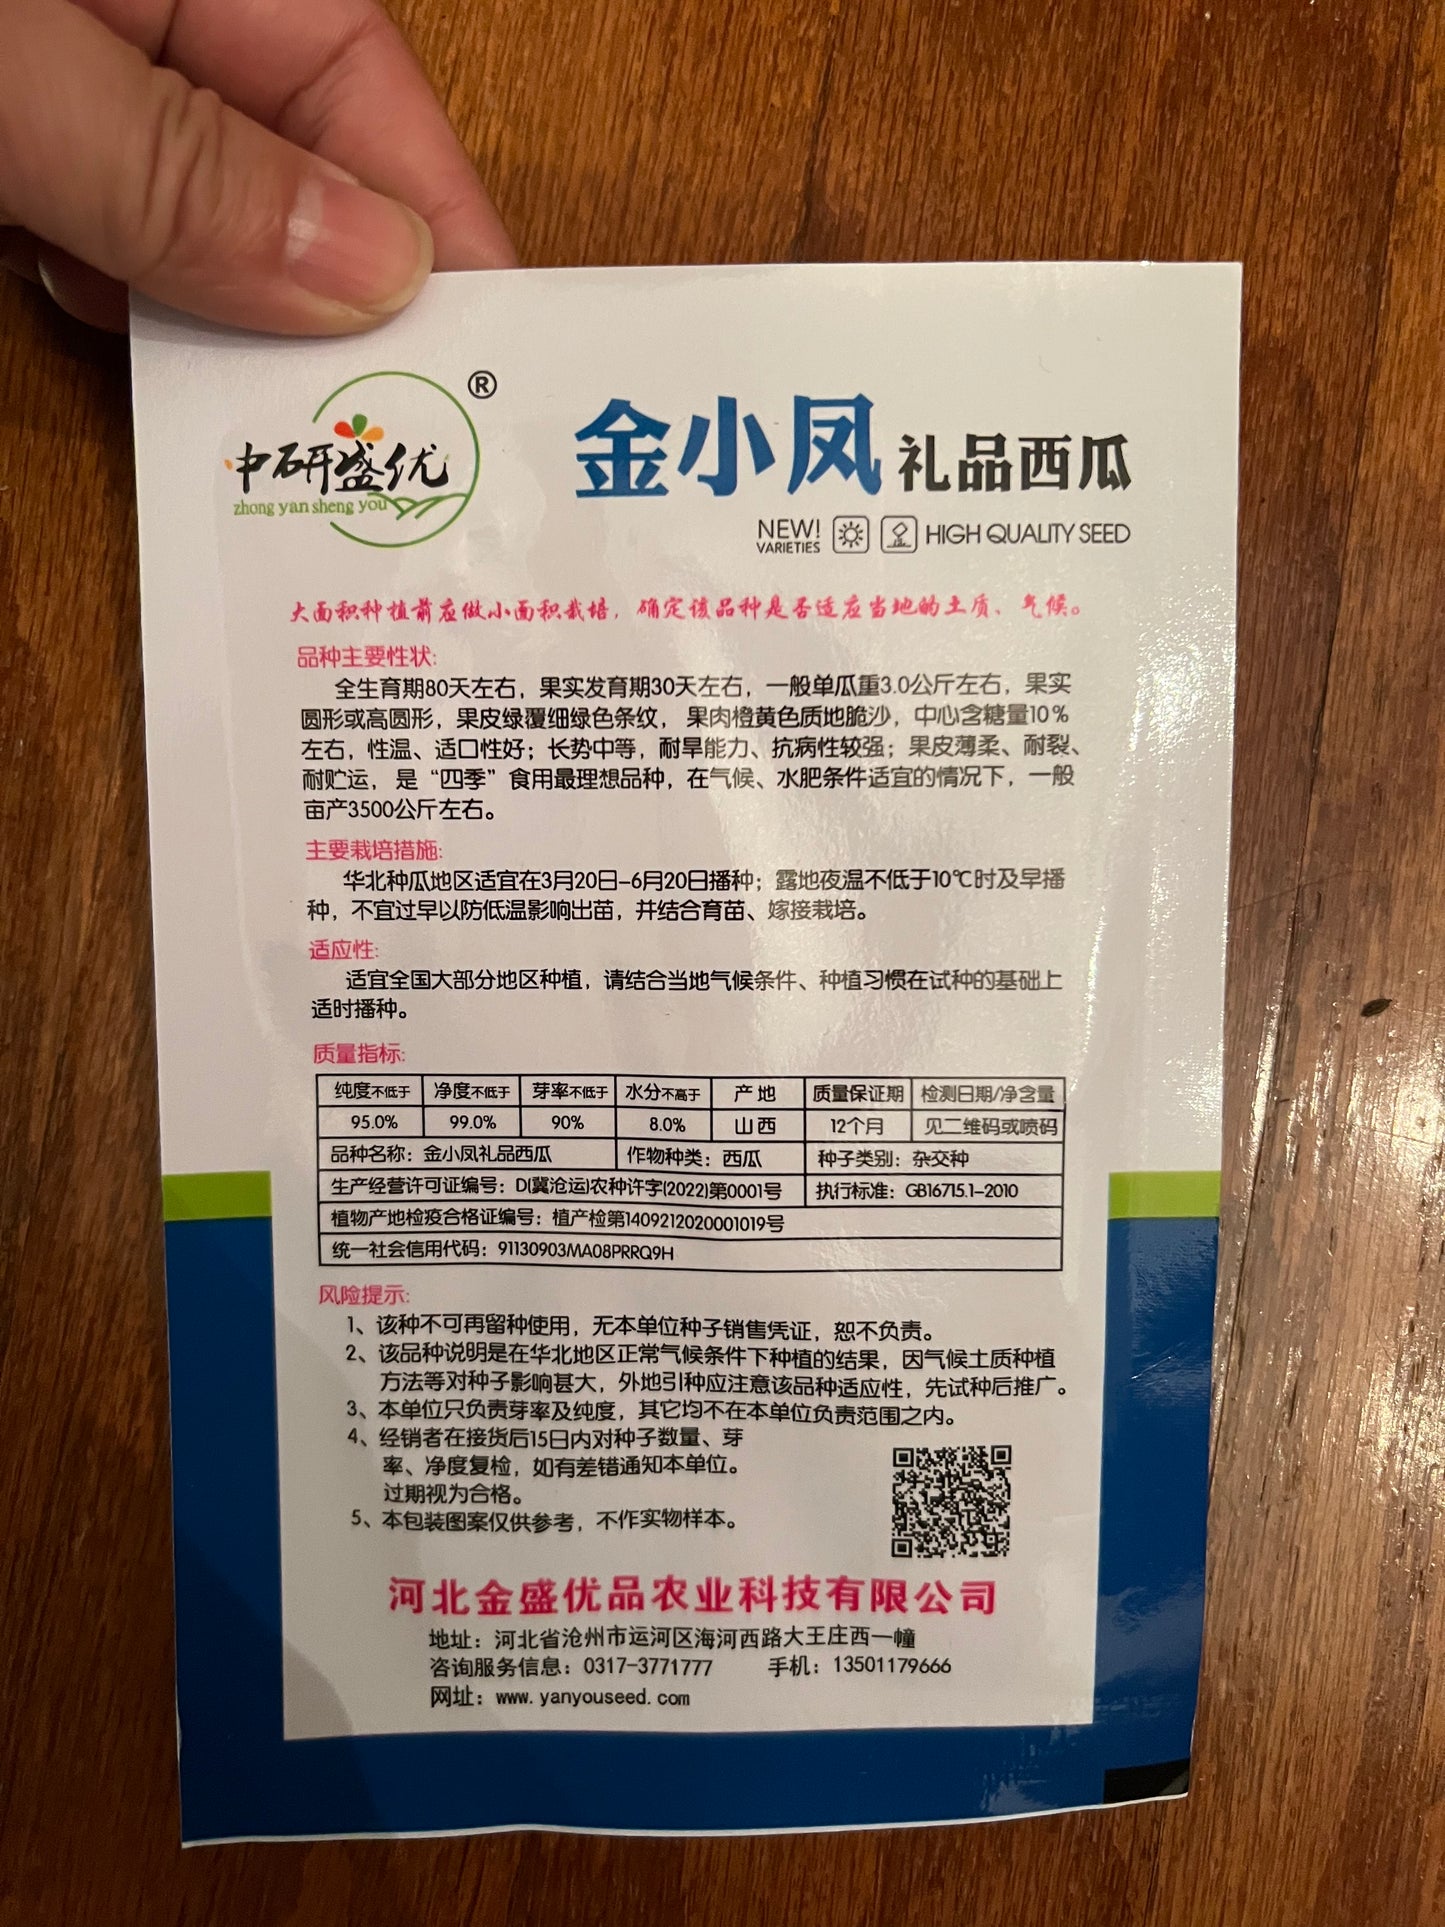 中研盛优
®
zhong yan sheng you
金小凤 礼品西瓜
NEW! VARIETIES HIGH QUALITY SEED
大面积种植前应做小面积栽培，确定该品种是否适应当地的土质、气候。
品种主要性状:
全生育期80天左右，果实发育期30天左右，一般单瓜重3.0公斤左右，果实
圆形或高圆形，果皮绿覆细绿色条纹，果肉橙黄色质地脆沙，中心含糖量10%
左右，性温、适口性好；长势中等，耐旱能力、抗病性较强；果皮薄柔、耐裂、
耐贮运，是“四季”食用最理想品种，在气候、水肥条件适宜的情况下，一般
亩产3500公斤左右。
主要栽培措施:
华北种瓜地区适宜在3月20日-6月20日播种；露地夜温不低于10℃时及早播
种，不宜过早以防低温影响出苗，并结合育苗、嫁接栽培。
适应性:
适宜全国大部分地区种植，请结合当地气候条件、种植习惯在试种的基础上
适时播种。
质量指标:
纯度不低于 净度不低于 芽率不低于 水分不高于 产地 质量保证期 检测日期/净含量
95.0% 99.0% 90% 8.0% 山西 12个月 见二维码或喷码
品种名称：金小凤礼品西瓜 作物种类：西瓜 种子类别：杂交种
生产经营许可证编号：D(冀沧运)农种许字(2022)第0001号 执行标准：GB16715.1-2010
植物产地检疫合格证编号：植产检第1409212020001019号
统一社会信用代码：91130903MA08PRRQ9H
风险提示:
1、该种不可再留种使用，无本单位种子销售凭证，恕不负责。
2、该品种说明是在华北地区正常气候条件下种植的结果，因气候土质种植
方法等对种子影响甚大，外地引种应注意该品种适应性，先试种后推广。
3、本单位只负责芽率及纯度，其它均不在本单位负责范围之内。
4、经销者在接货后15日内对种子数量、芽
率、净度复检，如有差错通知本单位。
过期视为合格。
5、本包装图案仅供参考，不作实物样本。
河北金盛优品农业科技有限公司
地址：河北省沧州市运河区海河西路大王庄西一幢
咨询服务信息：0317-3771777 手机：13501179666
网址：www.yanyouseed.com